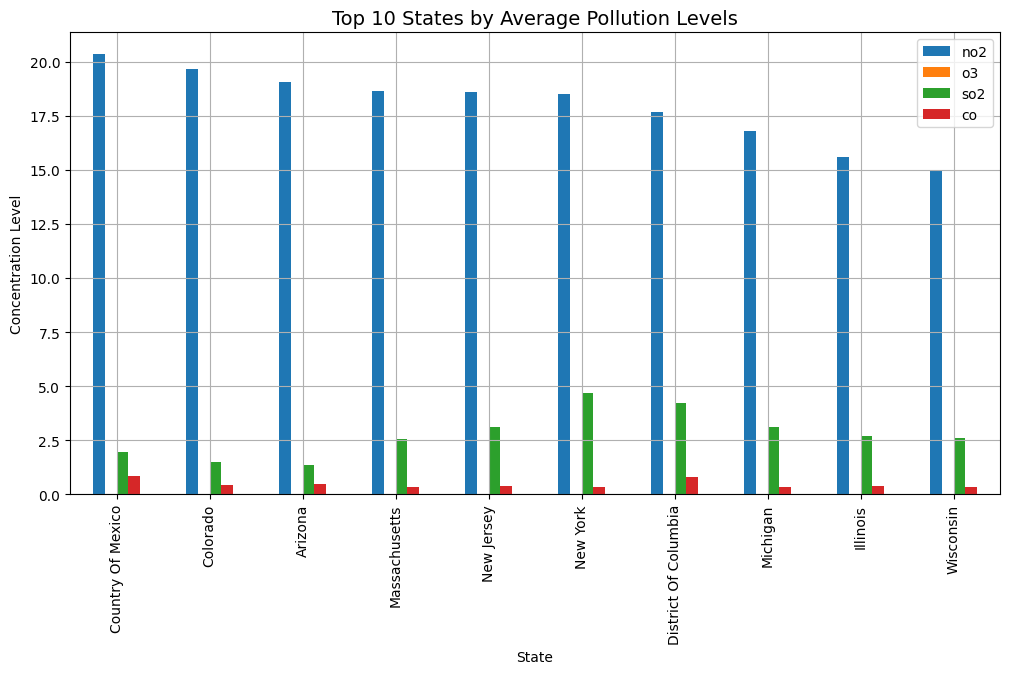 Top 10 States by Average Pollution Levels
no2
o3
so2
co
Concentration Level
20.0
17.5
15.0
12.5
10.0
7.5
5.0
2.5
0.0
Country Of Mexico
Colorado
Arizona
Massachusetts
New Jersey
New York
District Of Columbia
Michigan
Illinois
Wisconsin
State